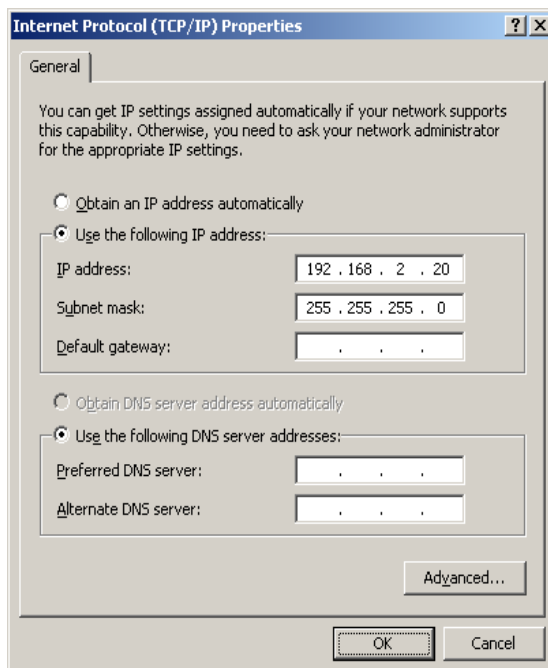 Internet Protocol (TCP/IP) Properties
General
You can get IP settings assigned automatically if your network supports
this capability. Otherwise, you need to ask your network administrator
for the appropriate IP settings.
Obtain an IP address automatically
Use the following IP address:
IP address: 192 . 168 . 2 . 20
Subnet mask: 255 . 255 . 255 . 0
Default gateway: . . .
Obtain DNS server address automatically
Use the following DNS server addresses:
Preferred DNS server: . . .
Alternate DNS server: . . .
Advanced...
OK Cancel